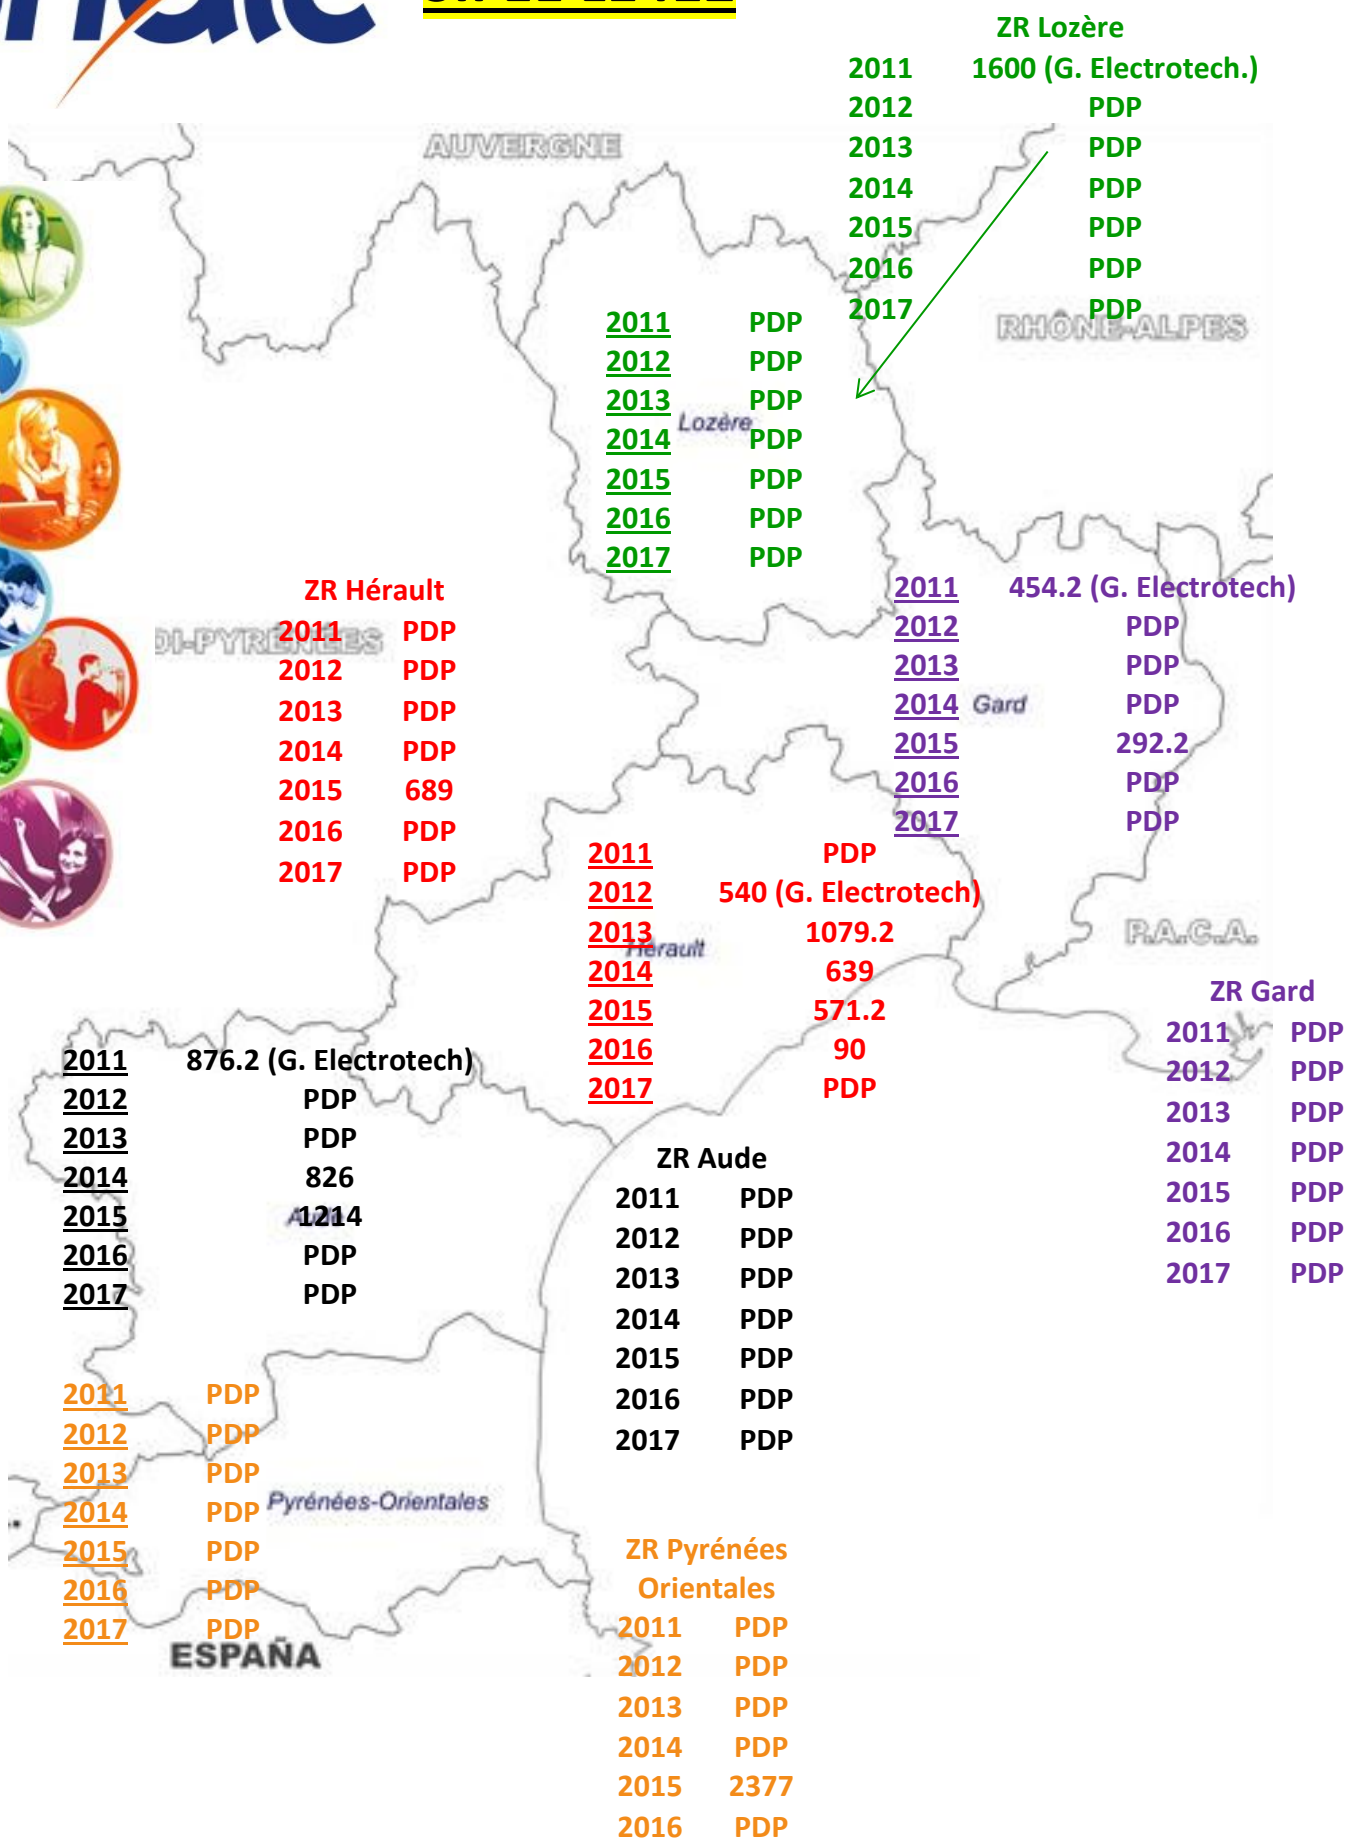 ZR Lozère
2011 1600 (G. Electrotech.)
2012 PDP
2013 PDP
2014 PDP
2015 PDP
2016 PDP
2017 PDP
AUVERGNE
RHÔNE-ALPES
2011 PDP
2012 PDP
2013 PDP
Lozère
2014 PDP
2015 PDP
2016 PDP
2017 PDP
ZR Hérault
2011 PDP
DI-PYRÉNÉES
2012 PDP
2013 PDP
2014 PDP
2015 689
2016 PDP
2017 PDP
2011 454.2 (G. Electrotech)
2012 PDP
2013 PDP
2014 Gard PDP
2015 292.2
2016 PDP
2017 PDP
2011 PDP
2012 540 (G. Electrotech)
2013 1079.2
Hérault
2014 639
2015 571.2
2016 90
2017 PDP
P.A.C.A.
ZR Gard
2011 PDP
2012 PDP
2013 PDP
2014 PDP
2015 PDP
2016 PDP
2017 PDP
2011 876.2 (G. Electrotech)
2012 PDP
2013 PDP
2014 826
2015 1214
Aude
2016 PDP
2017 PDP
ZR Aude
2011 PDP
2012 PDP
2013 PDP
2014 PDP
2015 PDP
2016 PDP
2017 PDP
2011 PDP
2012 PDP
2013 PDP
2014 PDP
Pyrénées-Orientales
2015 PDP
2016 PDP
2017 PDP
ESPAÑA
ZR Pyrénées
Orientales
2011 PDP
2012 PDP
2013 PDP
2014 PDP
2015 2377
2016 PDP